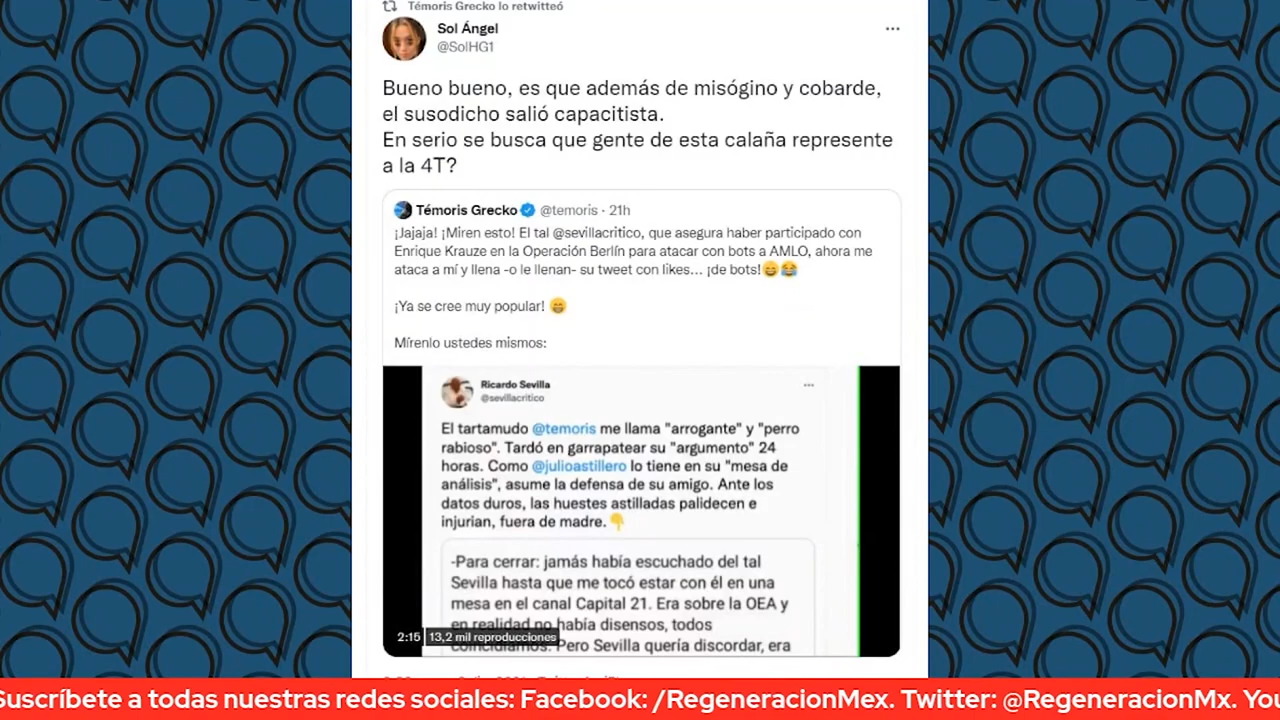 Témoris Grecko lo retwitteó
Sol Ángel
@SolHG1
Bueno bueno, es que además de misógino y cobarde,
el susodicho salió capacitista.
En serio se busca que gente de esta calaña represente
a la 4T?
Témoris Grecko @temoris · 21h
¡Jajaja! ¡Miren esto! El tal @sevillacritico, que asegura haber participado con
Enrique Krauze en la Operación Berlín para atacar con bots a AMLO, ahora me
ataca a mí y llena -o le llenan- su tweet con likes... ¡de bots!😄😂
¡Ya se cree muy popular! 😁
Mírenlo ustedes mismos:
Ricardo Sevilla
@sevillacritico
El tartamudo @temoris me llama "arrogante" y "perro
rabioso". Tardó en garrapatear su "argumento" 24
horas. Como @julioastillero lo tiene en su "mesa de
análisis", asume la defensa de su amigo. Ante los
datos duros, las huestes astilladas palidecen e
injurian, fuera de madre.👇
-Para cerrar: jamás había escuchado del tal
Sevilla hasta que me tocó estar con él en una
mesa en el canal Capital 21. Era sobre la OEA y
en realidad no había disensos, todos
coincidíamos. Pero Sevilla quería discordar, era
2:15 13,2 mil reproducciones
Suscríbete a todas nuestras redes sociales: Facebook: /RegeneracionMex. Twitter: @RegeneracionMx. You